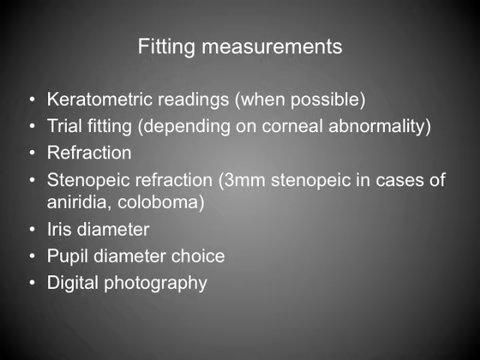 Fitting measurements
• Keratometric readings (when possible)
• Trial fitting (depending on corneal abnormality)
• Refraction
• Stenopeic refraction (3mm stenopeic in cases of
aniridia, coloboma)
• Iris diameter
• Pupil diameter choice
• Digital photography